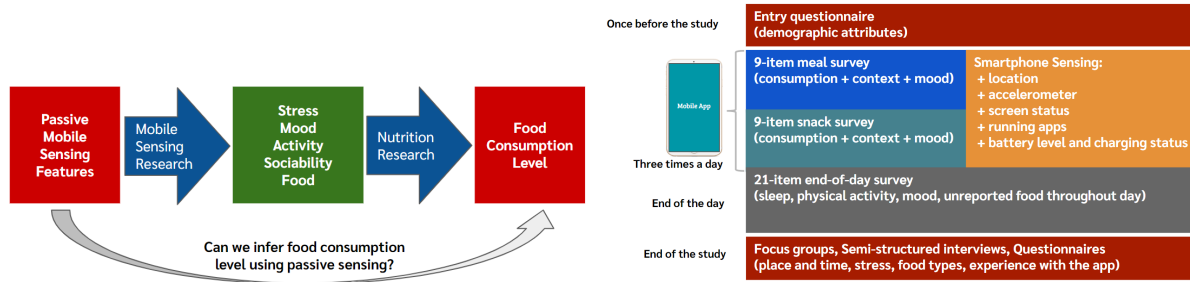 Passive
Mobile
Sensing
Features
Mobile
Sensing
Research
Stress
Mood
Activity
Sociability
Food
Nutrition
Research
Food
Consumption
Level
Can we infer food consumption
level using passive sensing?
Once before the study
Entry questionnaire
(demographic attributes)
Mobile App
9-item meal survey
(consumption + context + mood)
9-item snack survey
(consumption + context + mood)
Smartphone Sensing:
+ location
+ accelerometer
+ screen status
+ running apps
+ battery level and charging status
Three times a day
End of the day
21-item end-of-day survey
(sleep, physical activity, mood, unreported food throughout day)
End of the study
Focus groups, Semi-structured interviews, Questionnaires
(place and time, stress, food types, experience with the app)